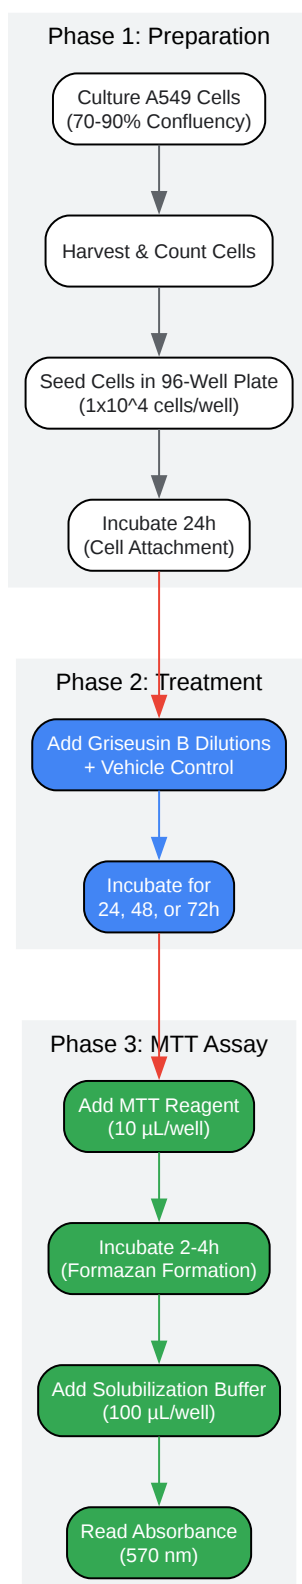 Phase 1: Preparation
Culture A549 Cells
(70-90% Confluency)
Harvest & Count Cells
Seed Cells in 96-Well Plate
(1x10^4 cells/well)
Incubate 24h
(Cell Attachment)
Phase 2: Treatment
Add Griseusin B Dilutions
+ Vehicle Control
Incubate for
24, 48, or 72h
Phase 3: MTT Assay
Add MTT Reagent
(10 µL/well)
Incubate 2-4h
(Formazan Formation)
Add Solubilization Buffer
(100 µL/well)
Read Absorbance
(570 nm)